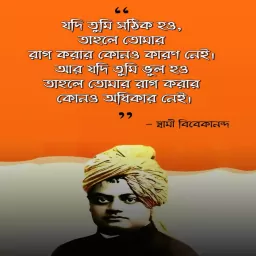 “
যদি তুমি সঠিক হও,
তাহলে তোমার
রাগ করার কোনও কারণ নেই।
আর যদি তুমি ভুল হও
তাহলে তোমার রাগ করার
কোনও অধিকার নেই।
”
- স্বামী বিবেকানন্দ